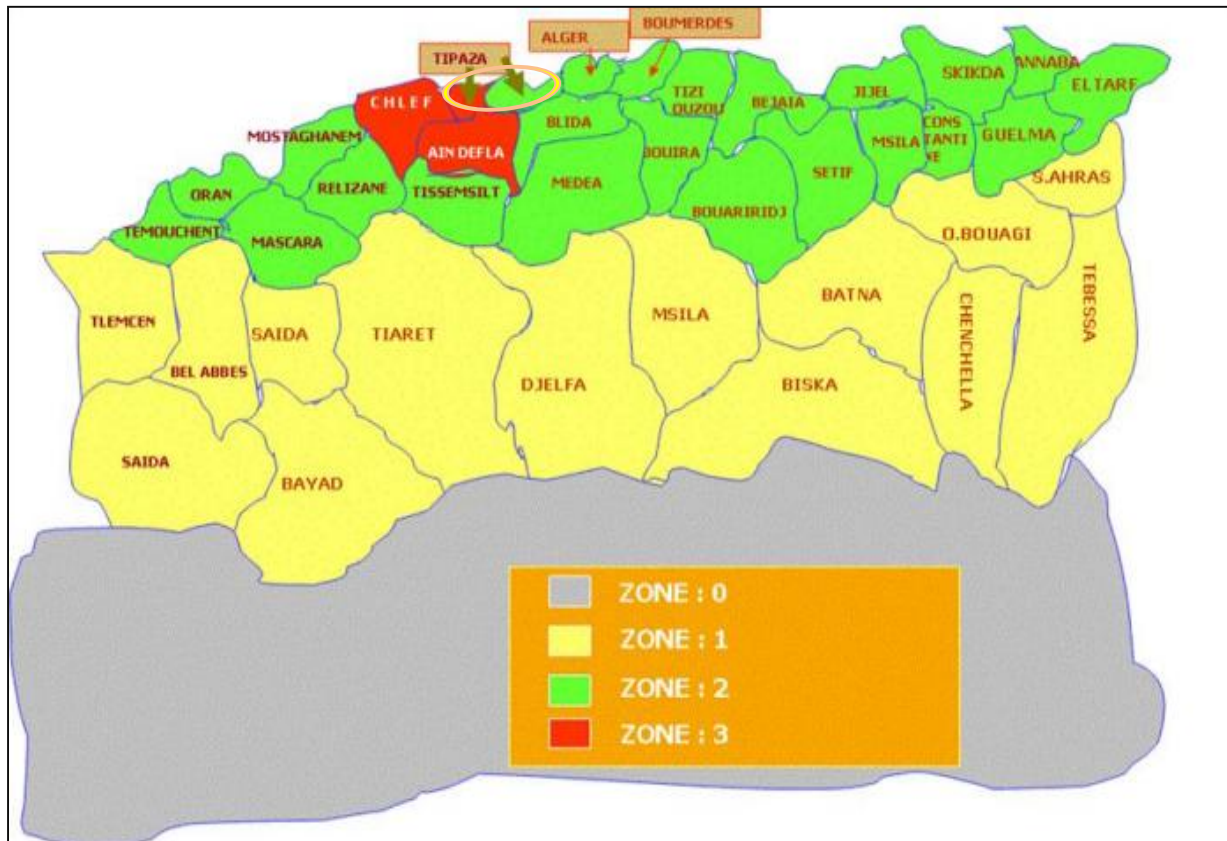 BOUMERDES
ALGER
TIPAZA
SKIKDA
ANNABA
EL TARF
CHLEF
TIZI
OUZOU
BEJAIA
JIJEL
MOSTAGHANEM
BLIDA
MSILA
CONS
TANTI
NE
GUELMA
AIN DEFLA
BOUIRA
S.AHRAS
ORAN
RELIZANE
TISSEMSILT
MEDEA
SETIF
BOUARIRIDJ
TEMOUCHENT
MASCARA
O.BOUAGI
TEBESSA
TLEMCEN
SAIDA
TIARET
MSILA
BATNA
CHENCHELLA
BEL ABBES
DJELFA
BISKA
SAIDA
BAYAD
ZONE : 0
ZONE : 1
ZONE : 2
ZONE : 3